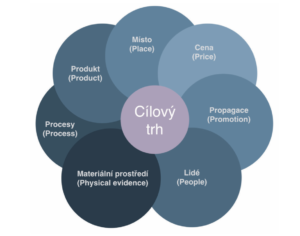 Místo
(Place)
Cena
(Price)
Produkt
(Product)
Propagace
(Promotion)
Cílový
trh
Procesy
(Process)
Materiální prostředí
(Physical evidence)
Lidé
(People)